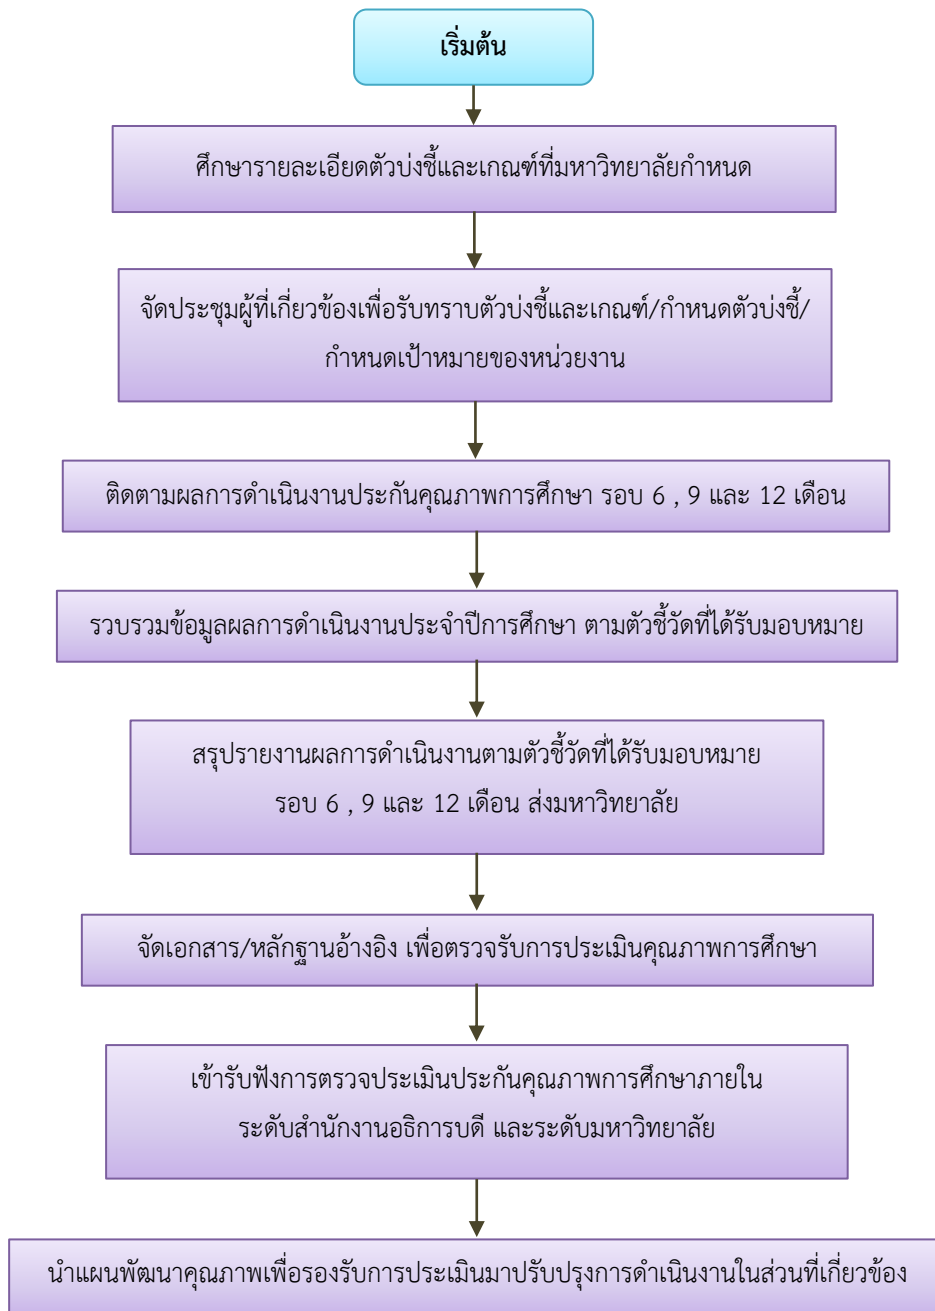 เริ่มต้น
ศึกษารายละเอียดตัวบ่งชี้และเกณฑ์ที่มหาวิทยาลัยกำหนด
จัดประชุมผู้ที่เกี่ยวข้องเพื่อรับทราบตัวบ่งชี้และเกณฑ์/กำหนดตัวบ่งชี้/
กำหนดเป้าหมายของหน่วยงาน
ติดตามผลการดำเนินงานประกันคุณภาพการศึกษา รอบ 6 , 9 และ 12 เดือน
รวบรวมข้อมูลผลการดำเนินงานประจำปีการศึกษา ตามตัวชี้วัดที่ได้รับมอบหมาย
สรุปรายงานผลการดำเนินงานตามตัวชี้วัดที่ได้รับมอบหมาย
รอบ 6 , 9 และ 12 เดือน ส่งมหาวิทยาลัย
จัดเอกสาร/หลักฐานอ้างอิง เพื่อตรวจรับการประเมินคุณภาพการศึกษา
เข้ารับฟังการตรวจประเมินประกันคุณภาพการศึกษาภายใน
ระดับสำนักงานอธิการบดี และระดับมหาวิทยาลัย
นำแผนพัฒนาคุณภาพเพื่อรองรับการประเมินมาปรับปรุงการดำเนินงานในส่วนที่เกี่ยวข้อง